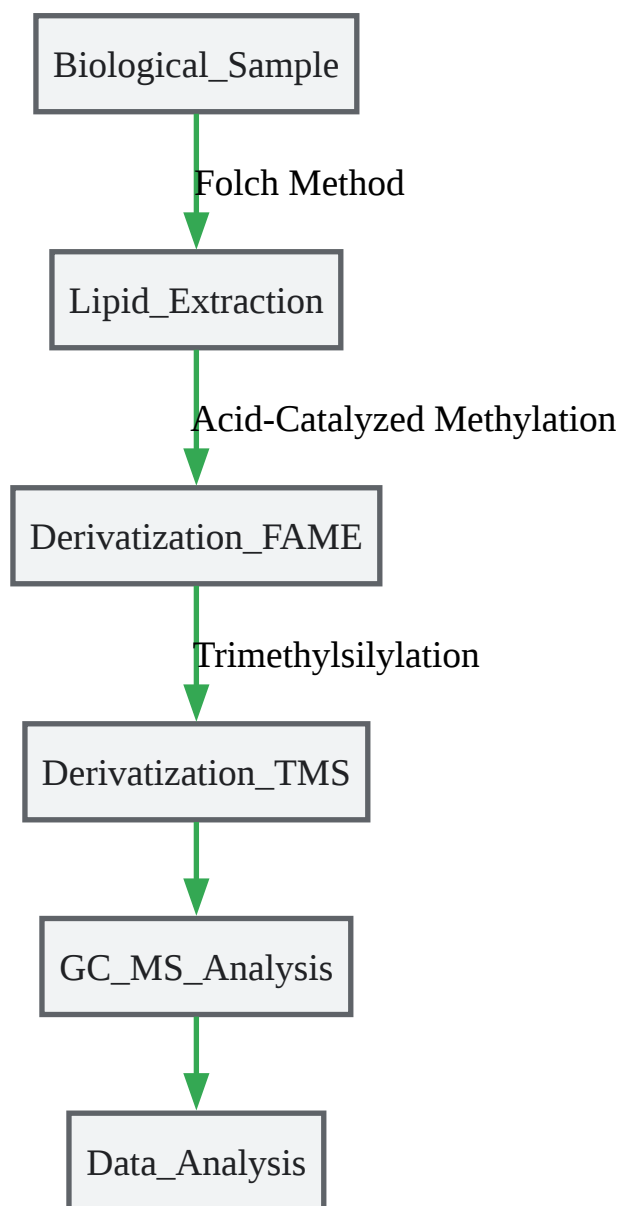 Biological_Sample
Folch Method
Lipid_Extraction
Acid-Catalyzed Methylation
Derivatization_FAME
Trimethylsilylation
Derivatization_TMS
GC_MS_Analysis
Data_Analysis